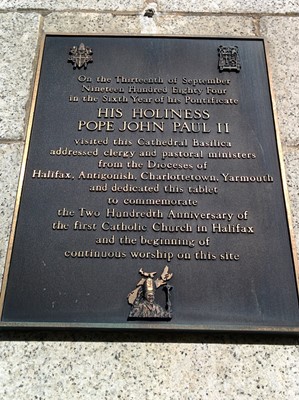 On the Thirteenth of September
Nineteen Hundred Eighty Four
in the Sixth Year of his Pontificate
HIS HOLINESS
POPE JOHN PAUL II
visited this Cathedral Basilica
addressed clergy and pastoral ministers
from the Dioceses of
Halifax, Antigonish, Charlottetown, Yarmouth
and dedicated this tablet
to commemorate
the Two Hundredth Anniversary of
the first Catholic Church in Halifax
and the beginning of
continuous worship on this site